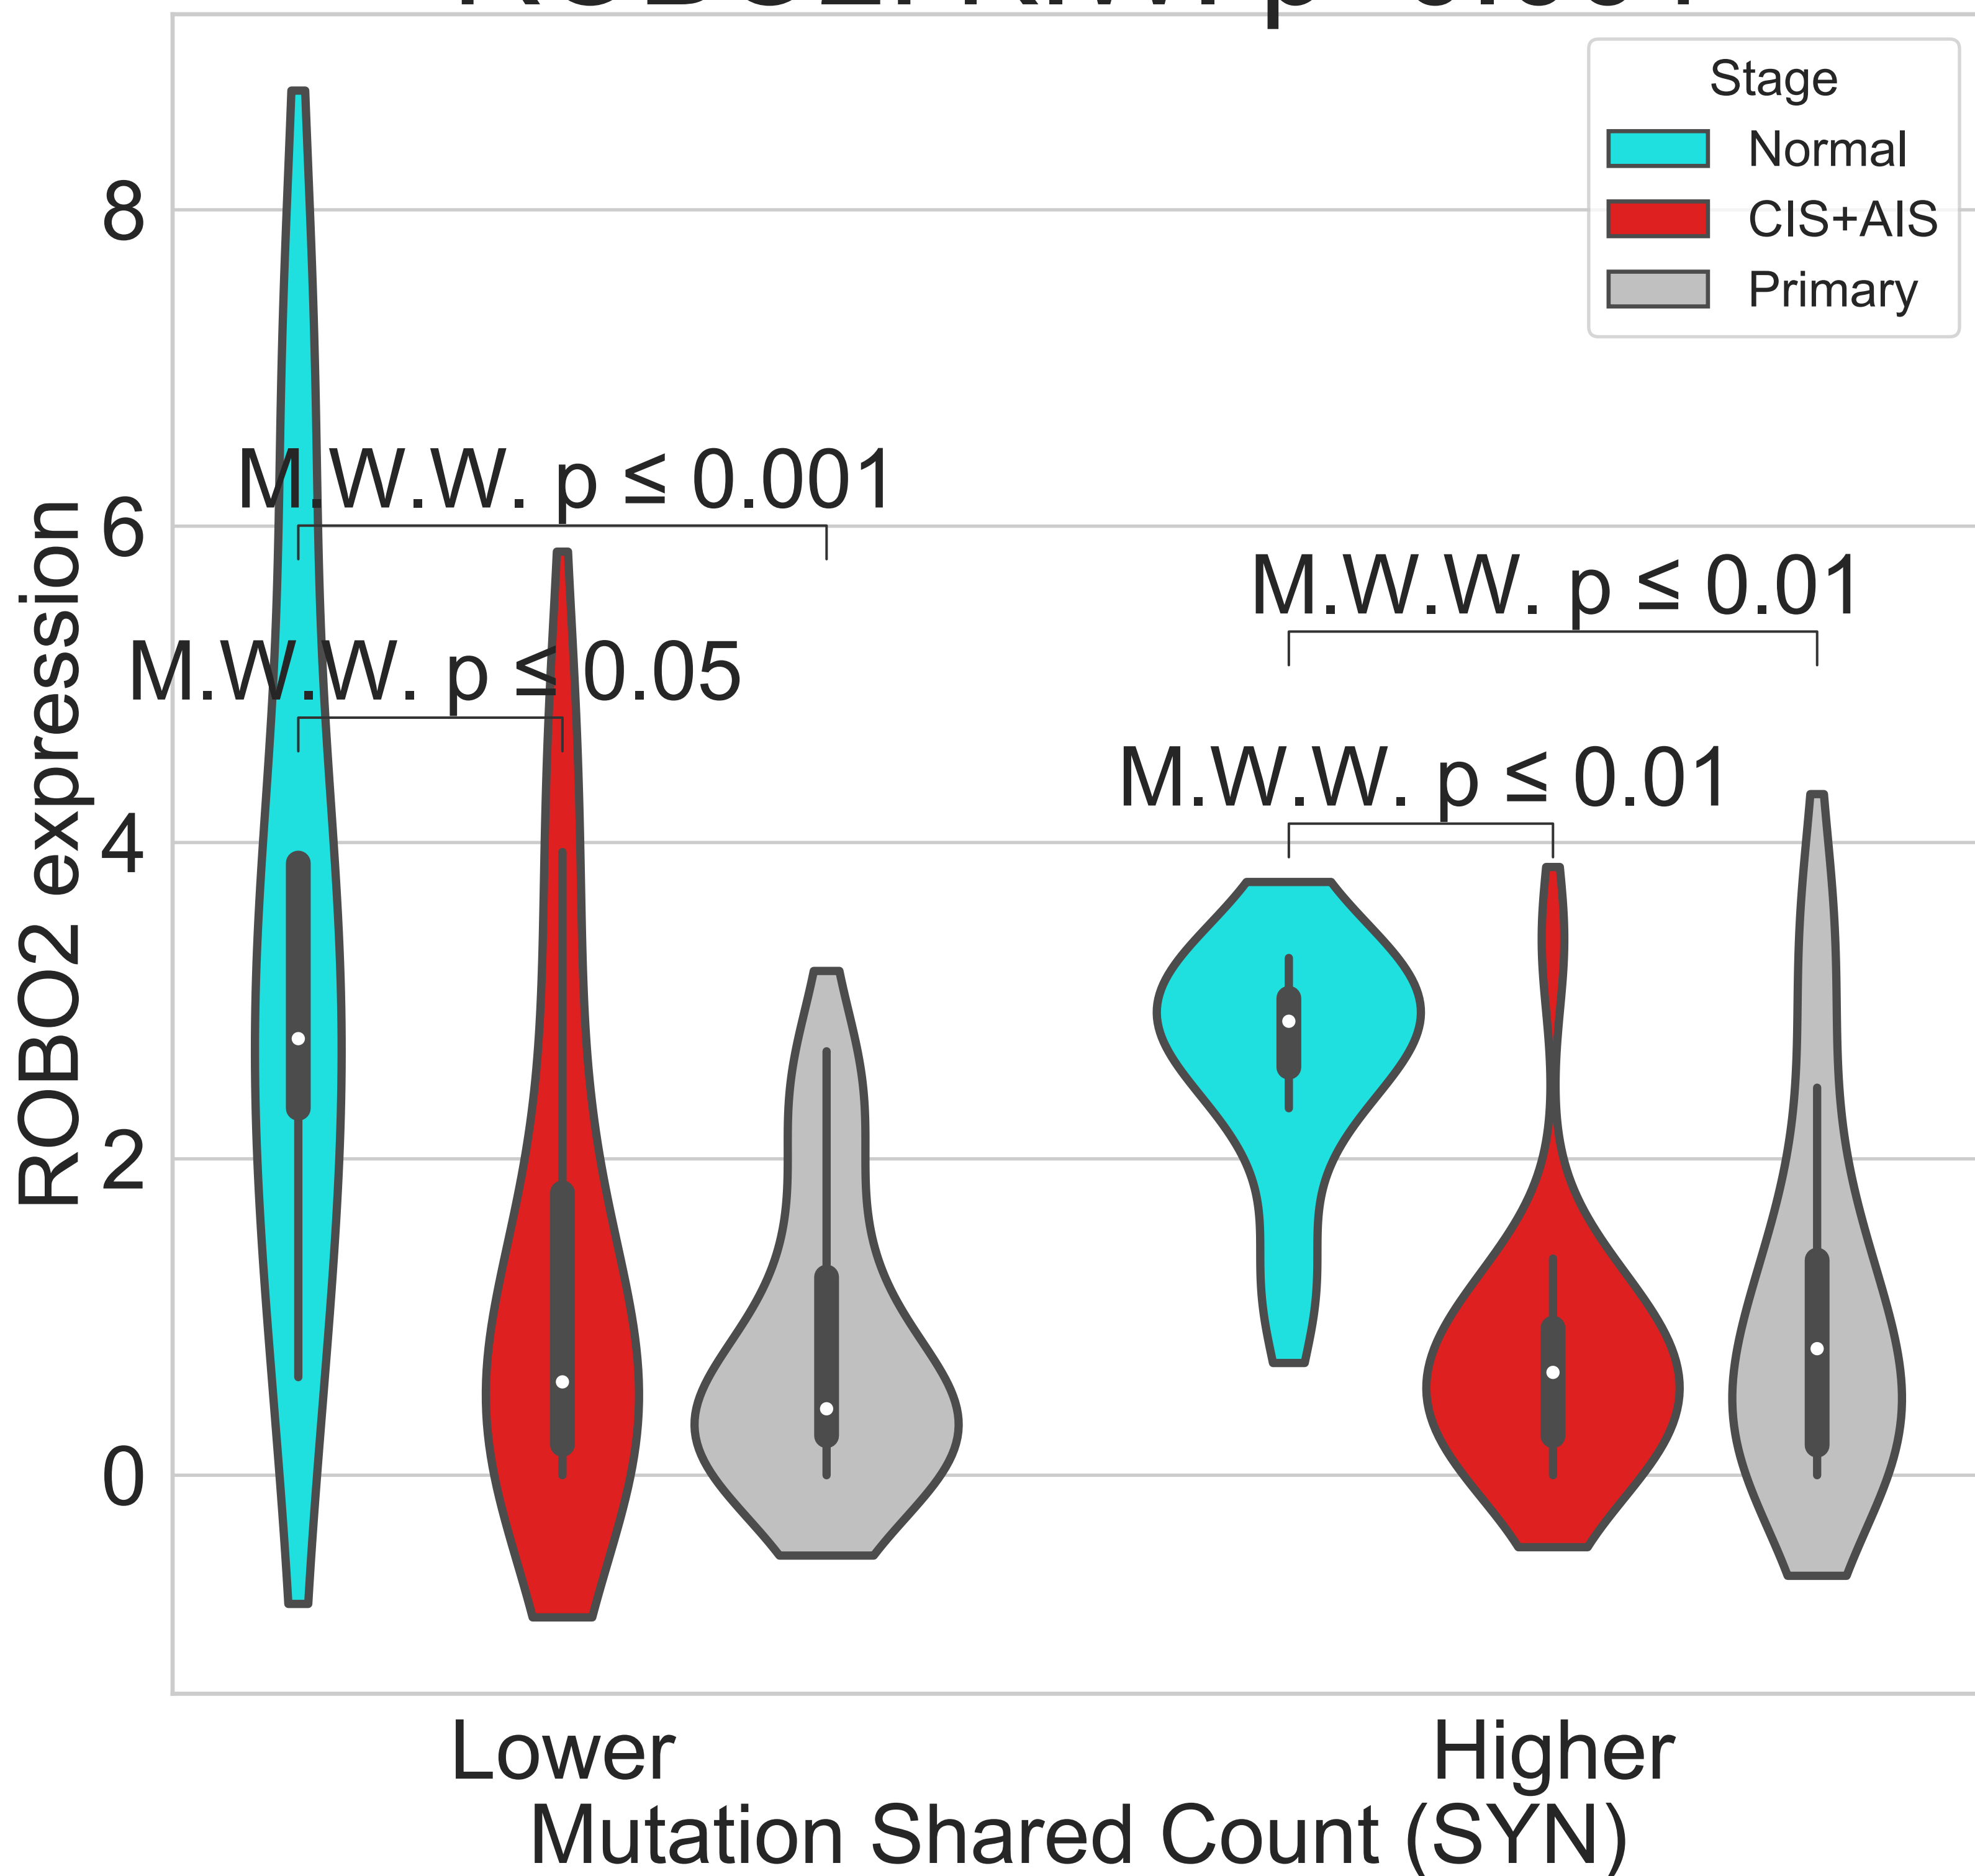 Stage
Normal
CIS+AIS
Primary
8
6
4
2
0
ROBO2 expression
M.W.W. p ≤ 0.001
M.W.W. p ≤ 0.05
M.W.W. p ≤ 0.01
M.W.W. p ≤ 0.01
Lower
Higher
Mutation Shared Count (SYN)